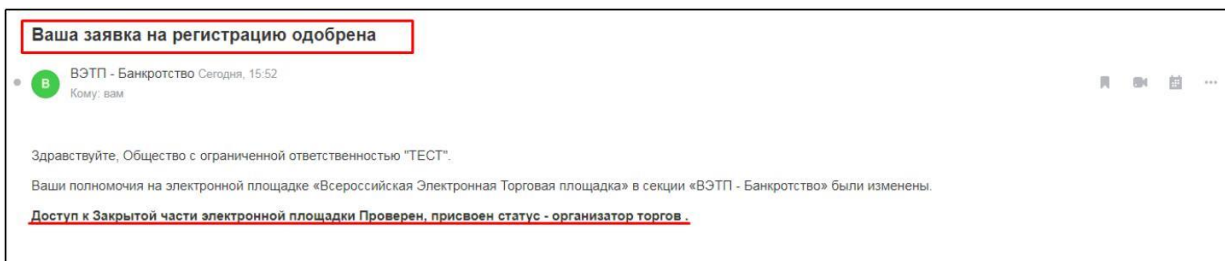 Ваша заявка на регистрацию одобрена
В
ВЭТП - Банкротство Сегодня, 15:52
Кому: вам
Здравствуйте, Общество с ограниченной ответственностью "ТЕСТ".
Ваши полномочия на электронной площадке «Всероссийская Электронная Торговая площадка» в секции «ВЭТП - Банкротство» были изменены.
Доступ к Закрытой части электронной площадки Проверен, присвоен статус - организатор торгов .